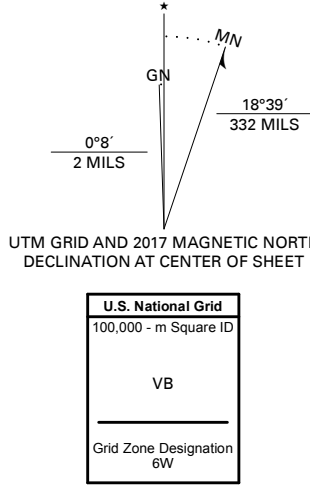 ★
MN
GN
18°39´
332 MILS
0°8´
2 MILS
UTM GRID AND 2017 MAGNETIC NORTH
DECLINATION AT CENTER OF SHEET
U.S. National Grid
100,000 - m Square ID
VB
Grid Zone Designation
6W